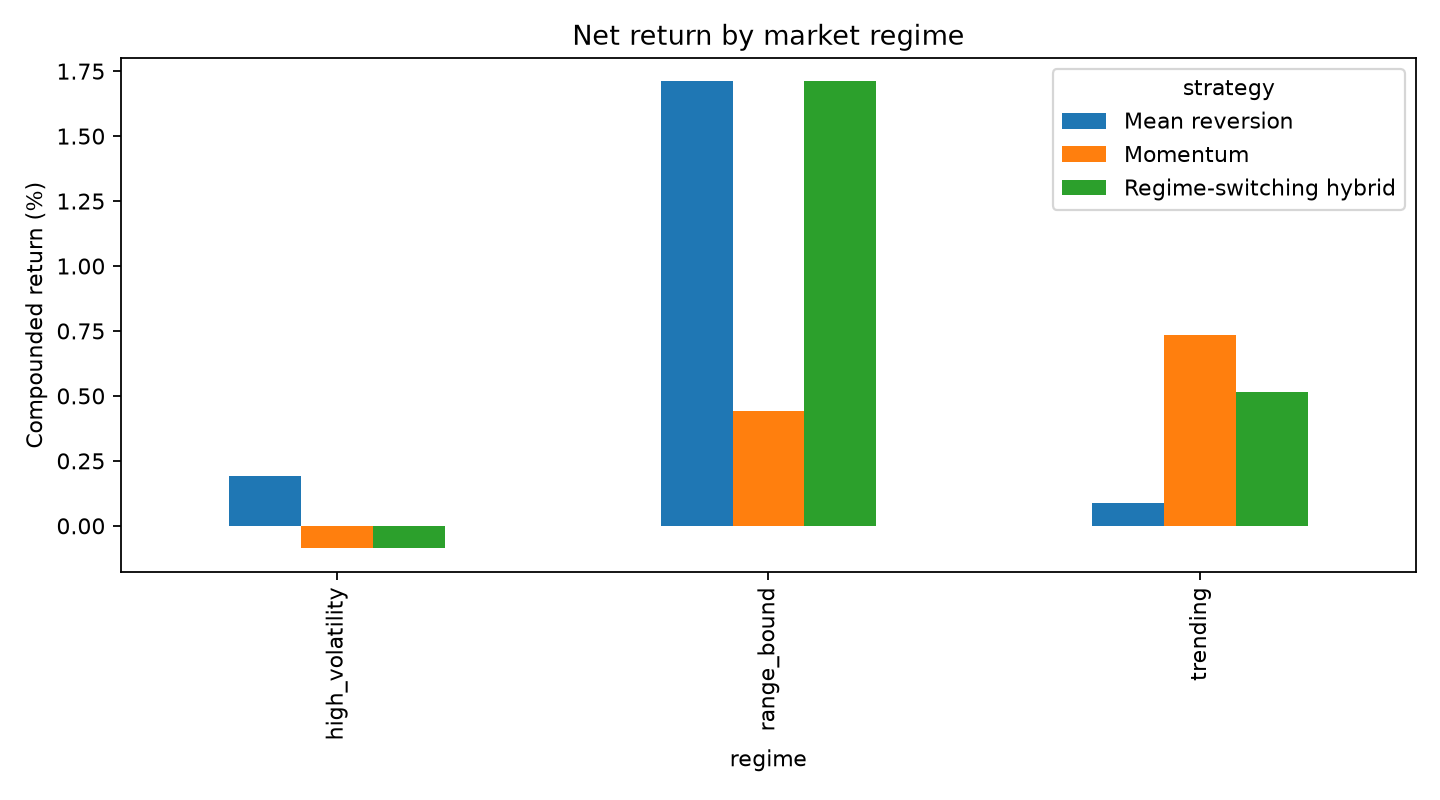 Net return by market regime
Compounded return (%)
1.75
1.50
1.25
1.00
0.75
0.50
0.25
0.00
strategy
Mean reversion
Momentum
Regime-switching hybrid
high_volatility
range_bound
trending
regime